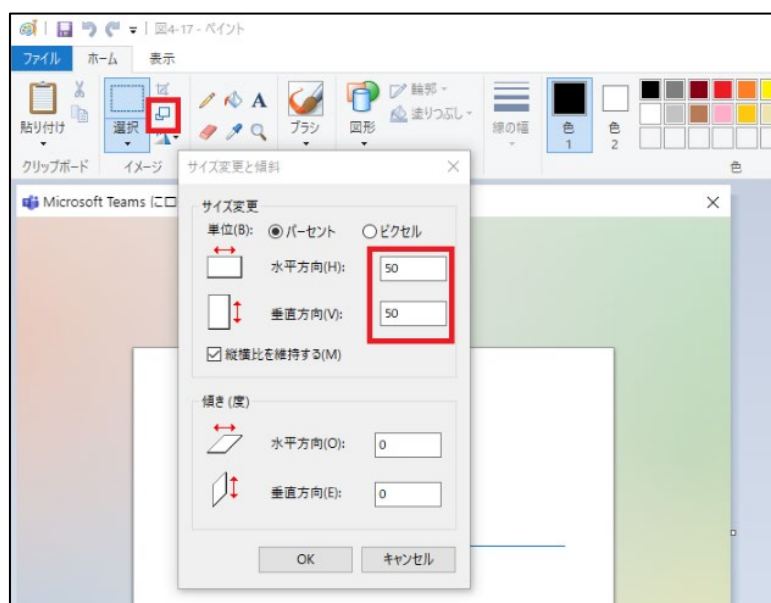 図4-17 - ペイント
ファイル ホーム 表示
貼り付け
選択
A
ブラシ
図形
輪郭
塗りつぶし
線の幅
色
1
色
2
クリップボード
イメージ
色
サイズ変更と傾斜
Microsoft Teams にロ
サイズ変更
単位(B): パーセント ピクセル
水平方向(H): 50
垂直方向(V): 50
縦横比を維持する(M)
傾き (度)
水平方向(O): 0
垂直方向(E): 0
OK キャンセル